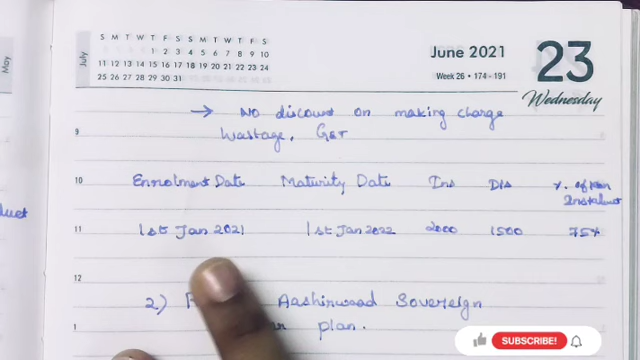 June 2021
23
Wednesday
Week 26 • 174 - 191
July
May
S M T W T F S S M T W T F S
1 2 3 4 5 6 7 8 9 10
11 12 13 14 15 16 17 18 19 20 21 22 23 24
25 26 27 28 29 30 31
→ No discount on making charge
wastage, GST
9
10 Enrolment Date Maturity Date Ins Dis % of
Instalment
11 1st Jan 2021 1st Jan 2022 2000 1500 75%
12
2) Aashirwaad Sovereign
1 plan.
SUBSCRIBE!